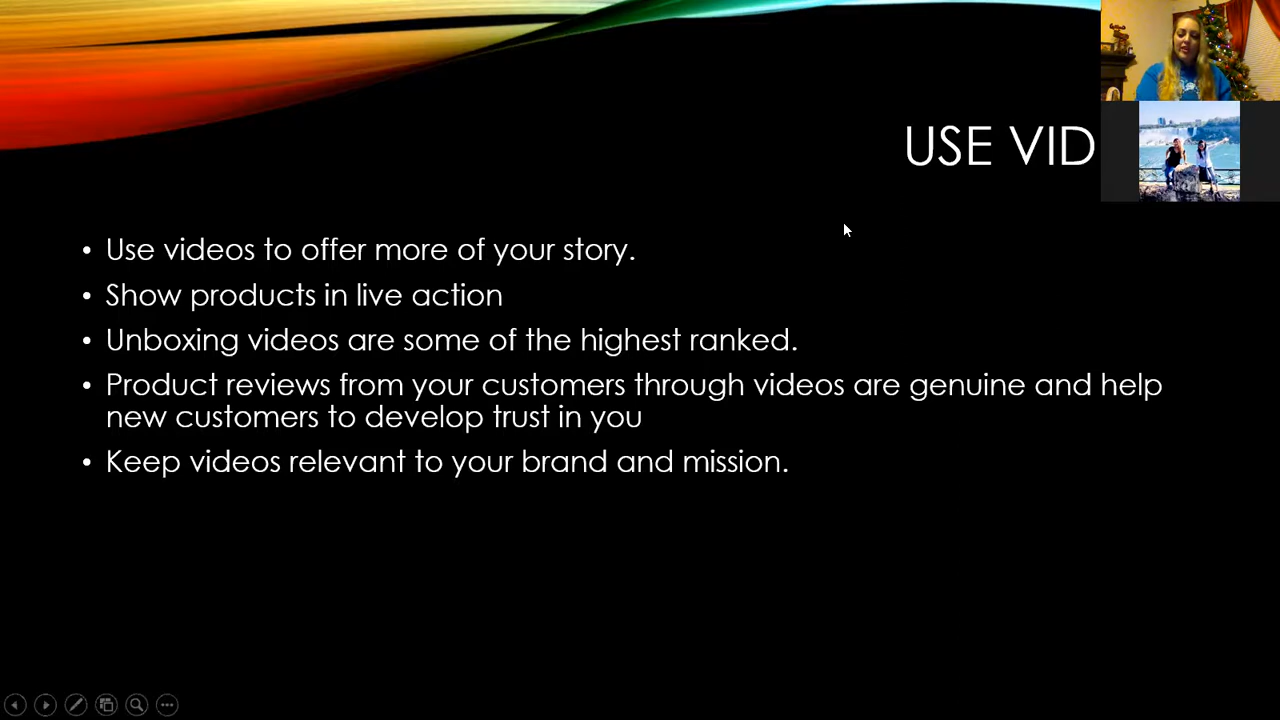 USE VID
• Use videos to offer more of your story.
• Show products in live action
• Unboxing videos are some of the highest ranked.
• Product reviews from your customers through videos are genuine and help
new customers to develop trust in you
• Keep videos relevant to your brand and mission.